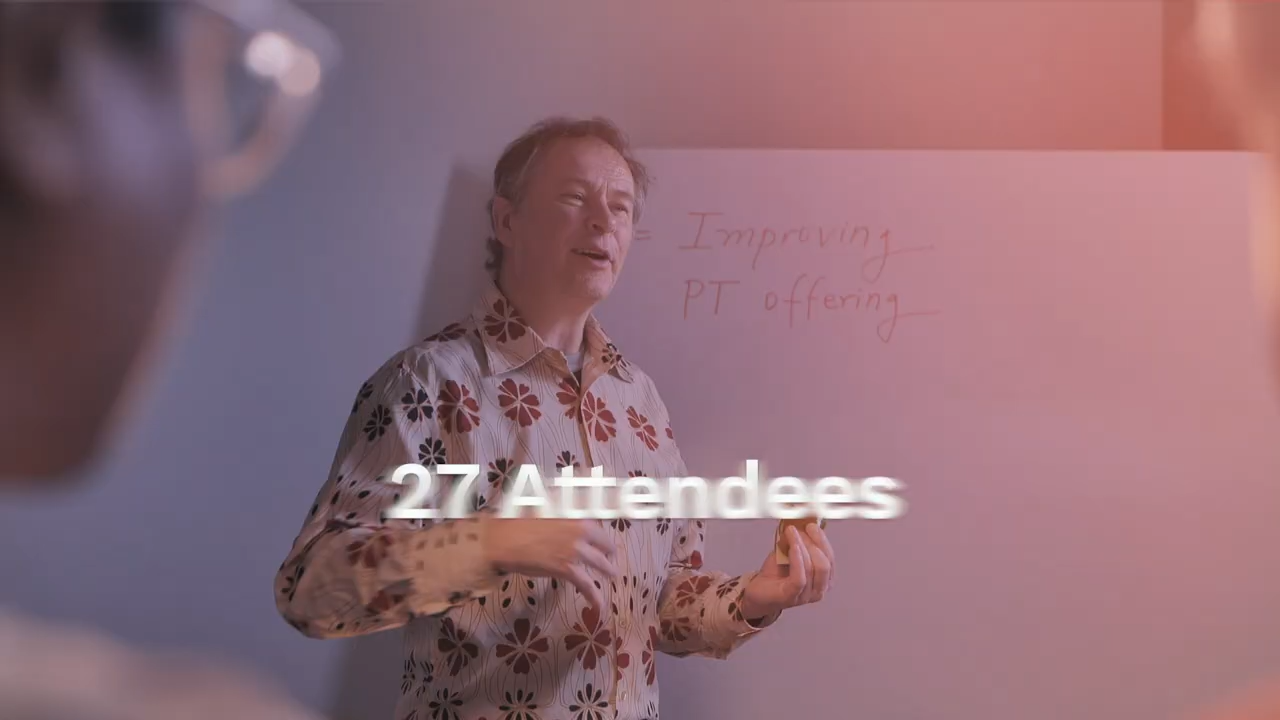 = Improving
PT offering
27 Attendees